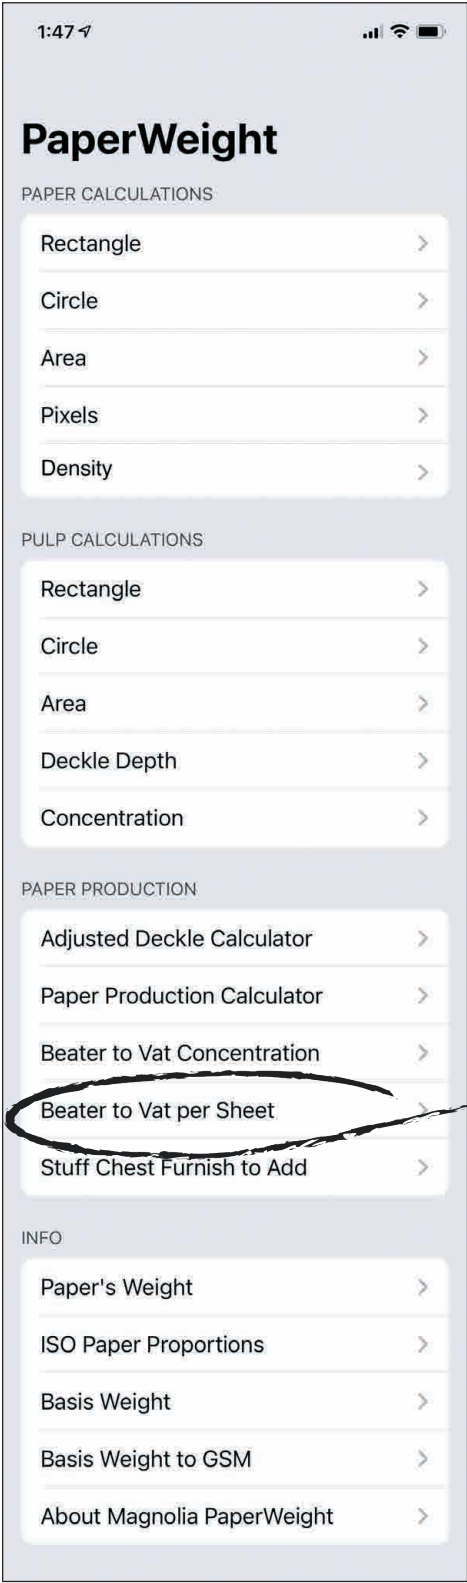 1:47
PaperWeight
PAPER CALCULATIONS
Rectangle
Circle
Area
Pixels
Density
PULP CALCULATIONS
Rectangle
Circle
Area
Deckle Depth
Concentration
PAPER PRODUCTION
Adjusted Deckle Calculator
Paper Production Calculator
Beater to Vat Concentration
Beater to Vat per Sheet
Stuff Chest Furnish to Add
INFO
Paper's Weight
ISO Paper Proportions
Basis Weight
Basis Weight to GSM
About Magnolia PaperWeight